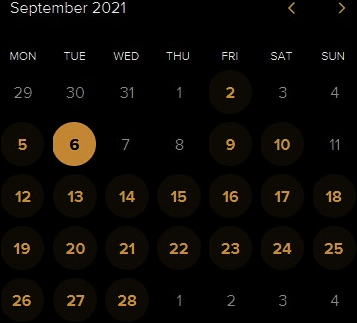 September 2021 < >
MON TUE WED THU FRI SAT SUN
29 30 31 1 2 3 4
5 6 7 8 9 10 11
12 13 14 15 16 17 18
19 20 21 22 23 24 25
26 27 28 1 2 3 4